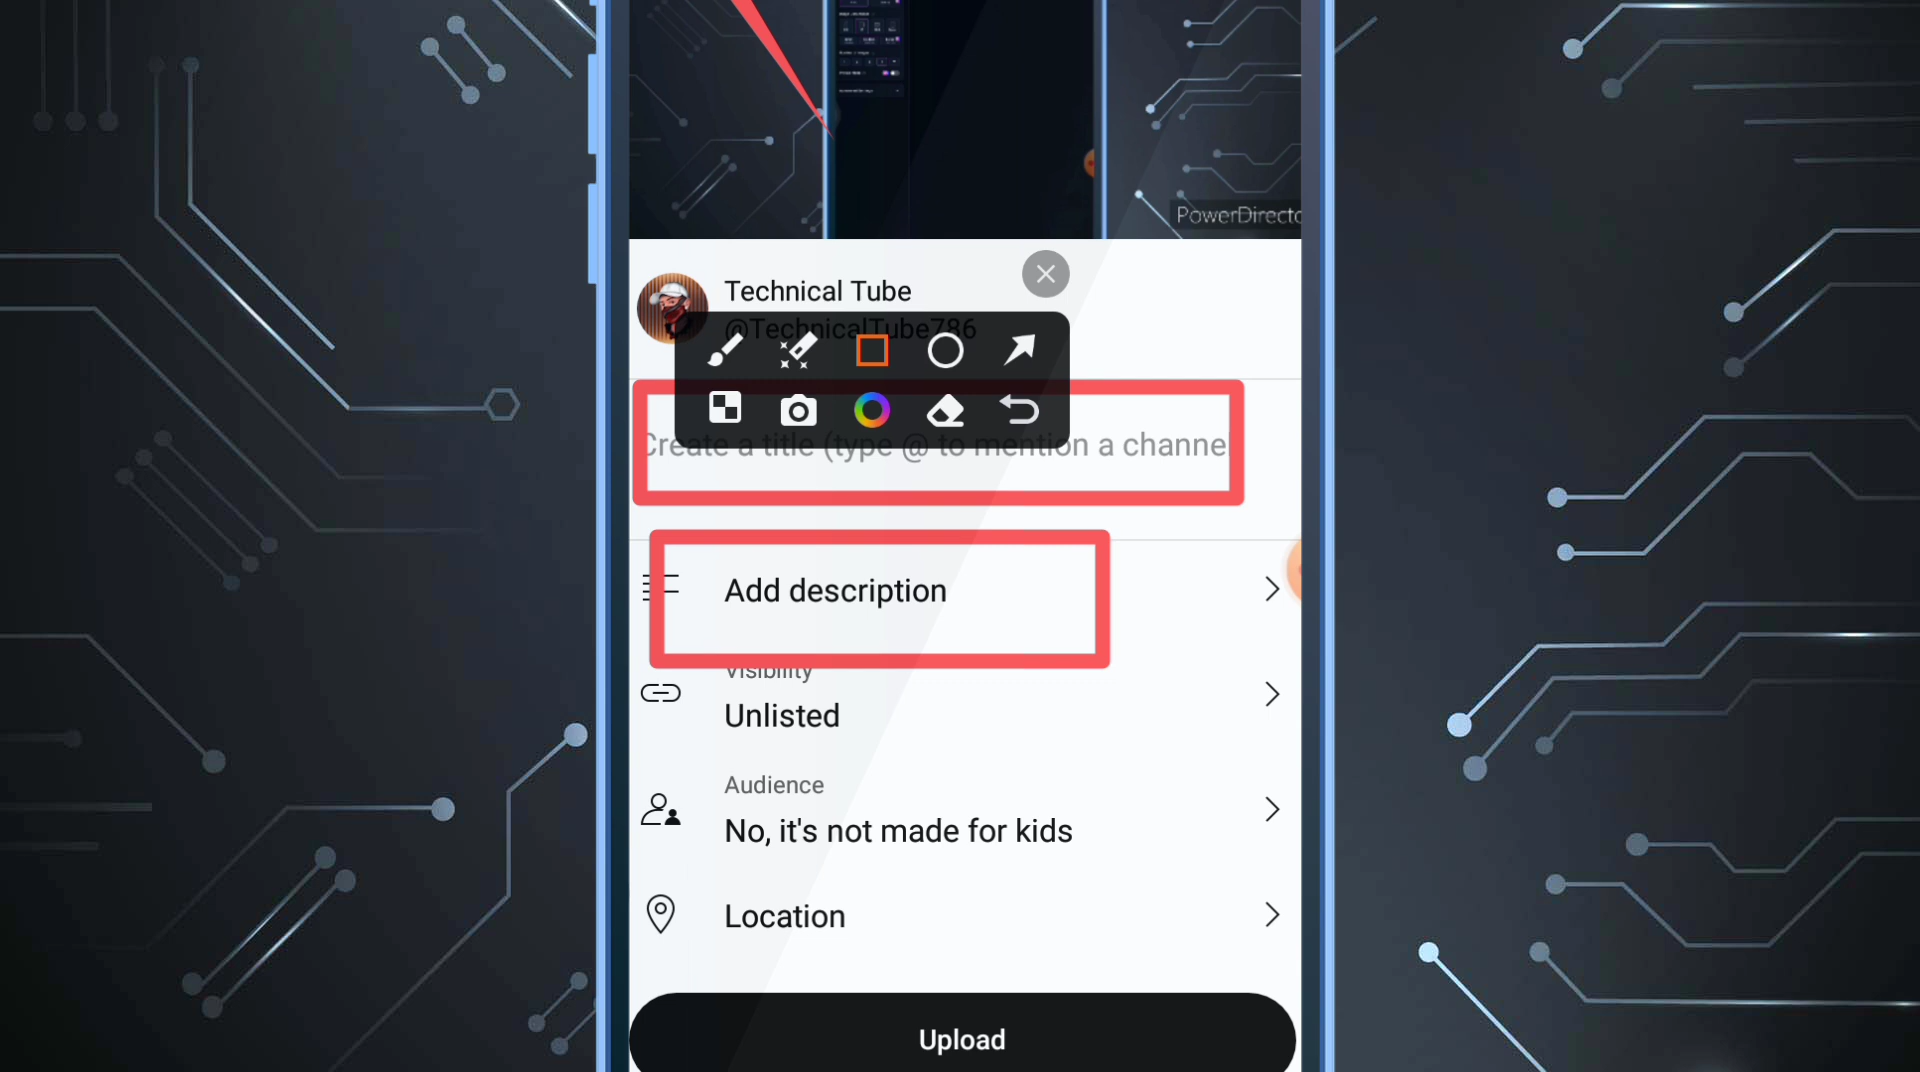 PowerDirecto
Technical Tube
@TechnicalTube786
Create a title (type @ to mention a channe
Add description
Visibility
Unlisted
Audience
No, it's not made for kids
Location
Upload